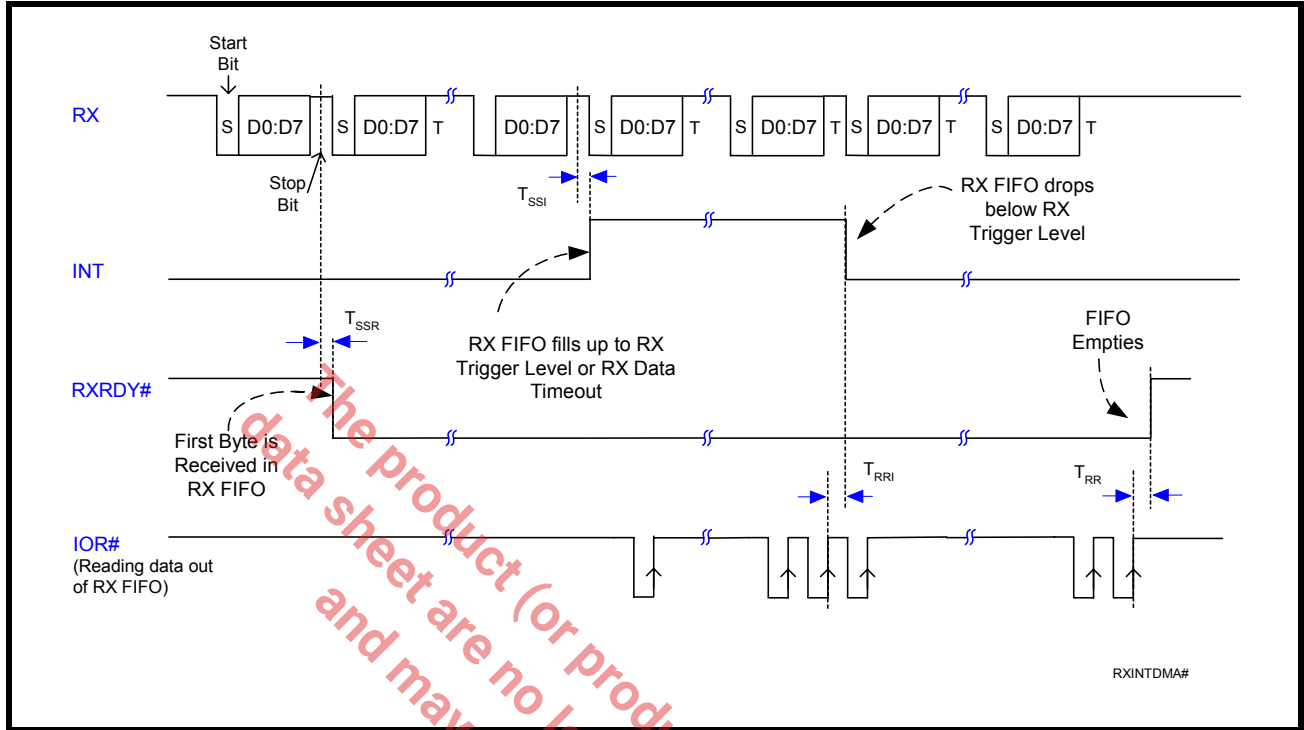 Start
Bit
RX
S D0:D7 S D0:D7 T D0:D7 S D0:D7 T S D0:D7 T S D0:D7 T S D0:D7 T
Stop
Bit
TSSI
RX FIFO drops
below RX
Trigger Level
INT
TSSR
RX FIFO fills up to RX
Trigger Level or RX Data
Timeout
FIFO
Empties
RXRDY#
First Byte is
Received in
RX FIFO
TRRI
TRR
IOR#
(Reading data out
of RX FIFO)
RXINTDMA#
The product (or produ
data sheet are no l
and may